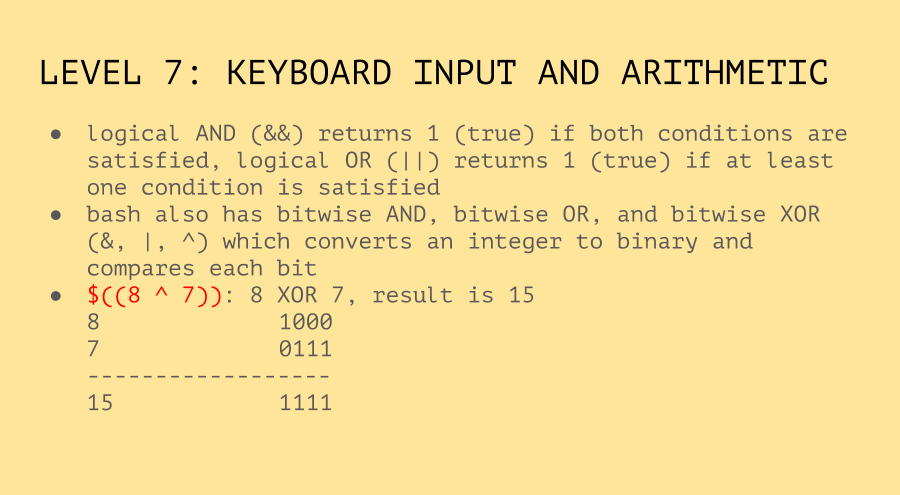 LEVEL 7: KEYBOARD INPUT AND ARITHMETIC
● logical AND (&&) returns 1 (true) if both conditions are
satisfied, logical OR (||) returns 1 (true) if at least
one condition is satisfied
● bash also has bitwise AND, bitwise OR, and bitwise XOR
(&, |, ^) which converts an integer to binary and
compares each bit
● $((8 ^ 7)): 8 XOR 7, result is 15
8 1000
7 0111
------------------
15 1111